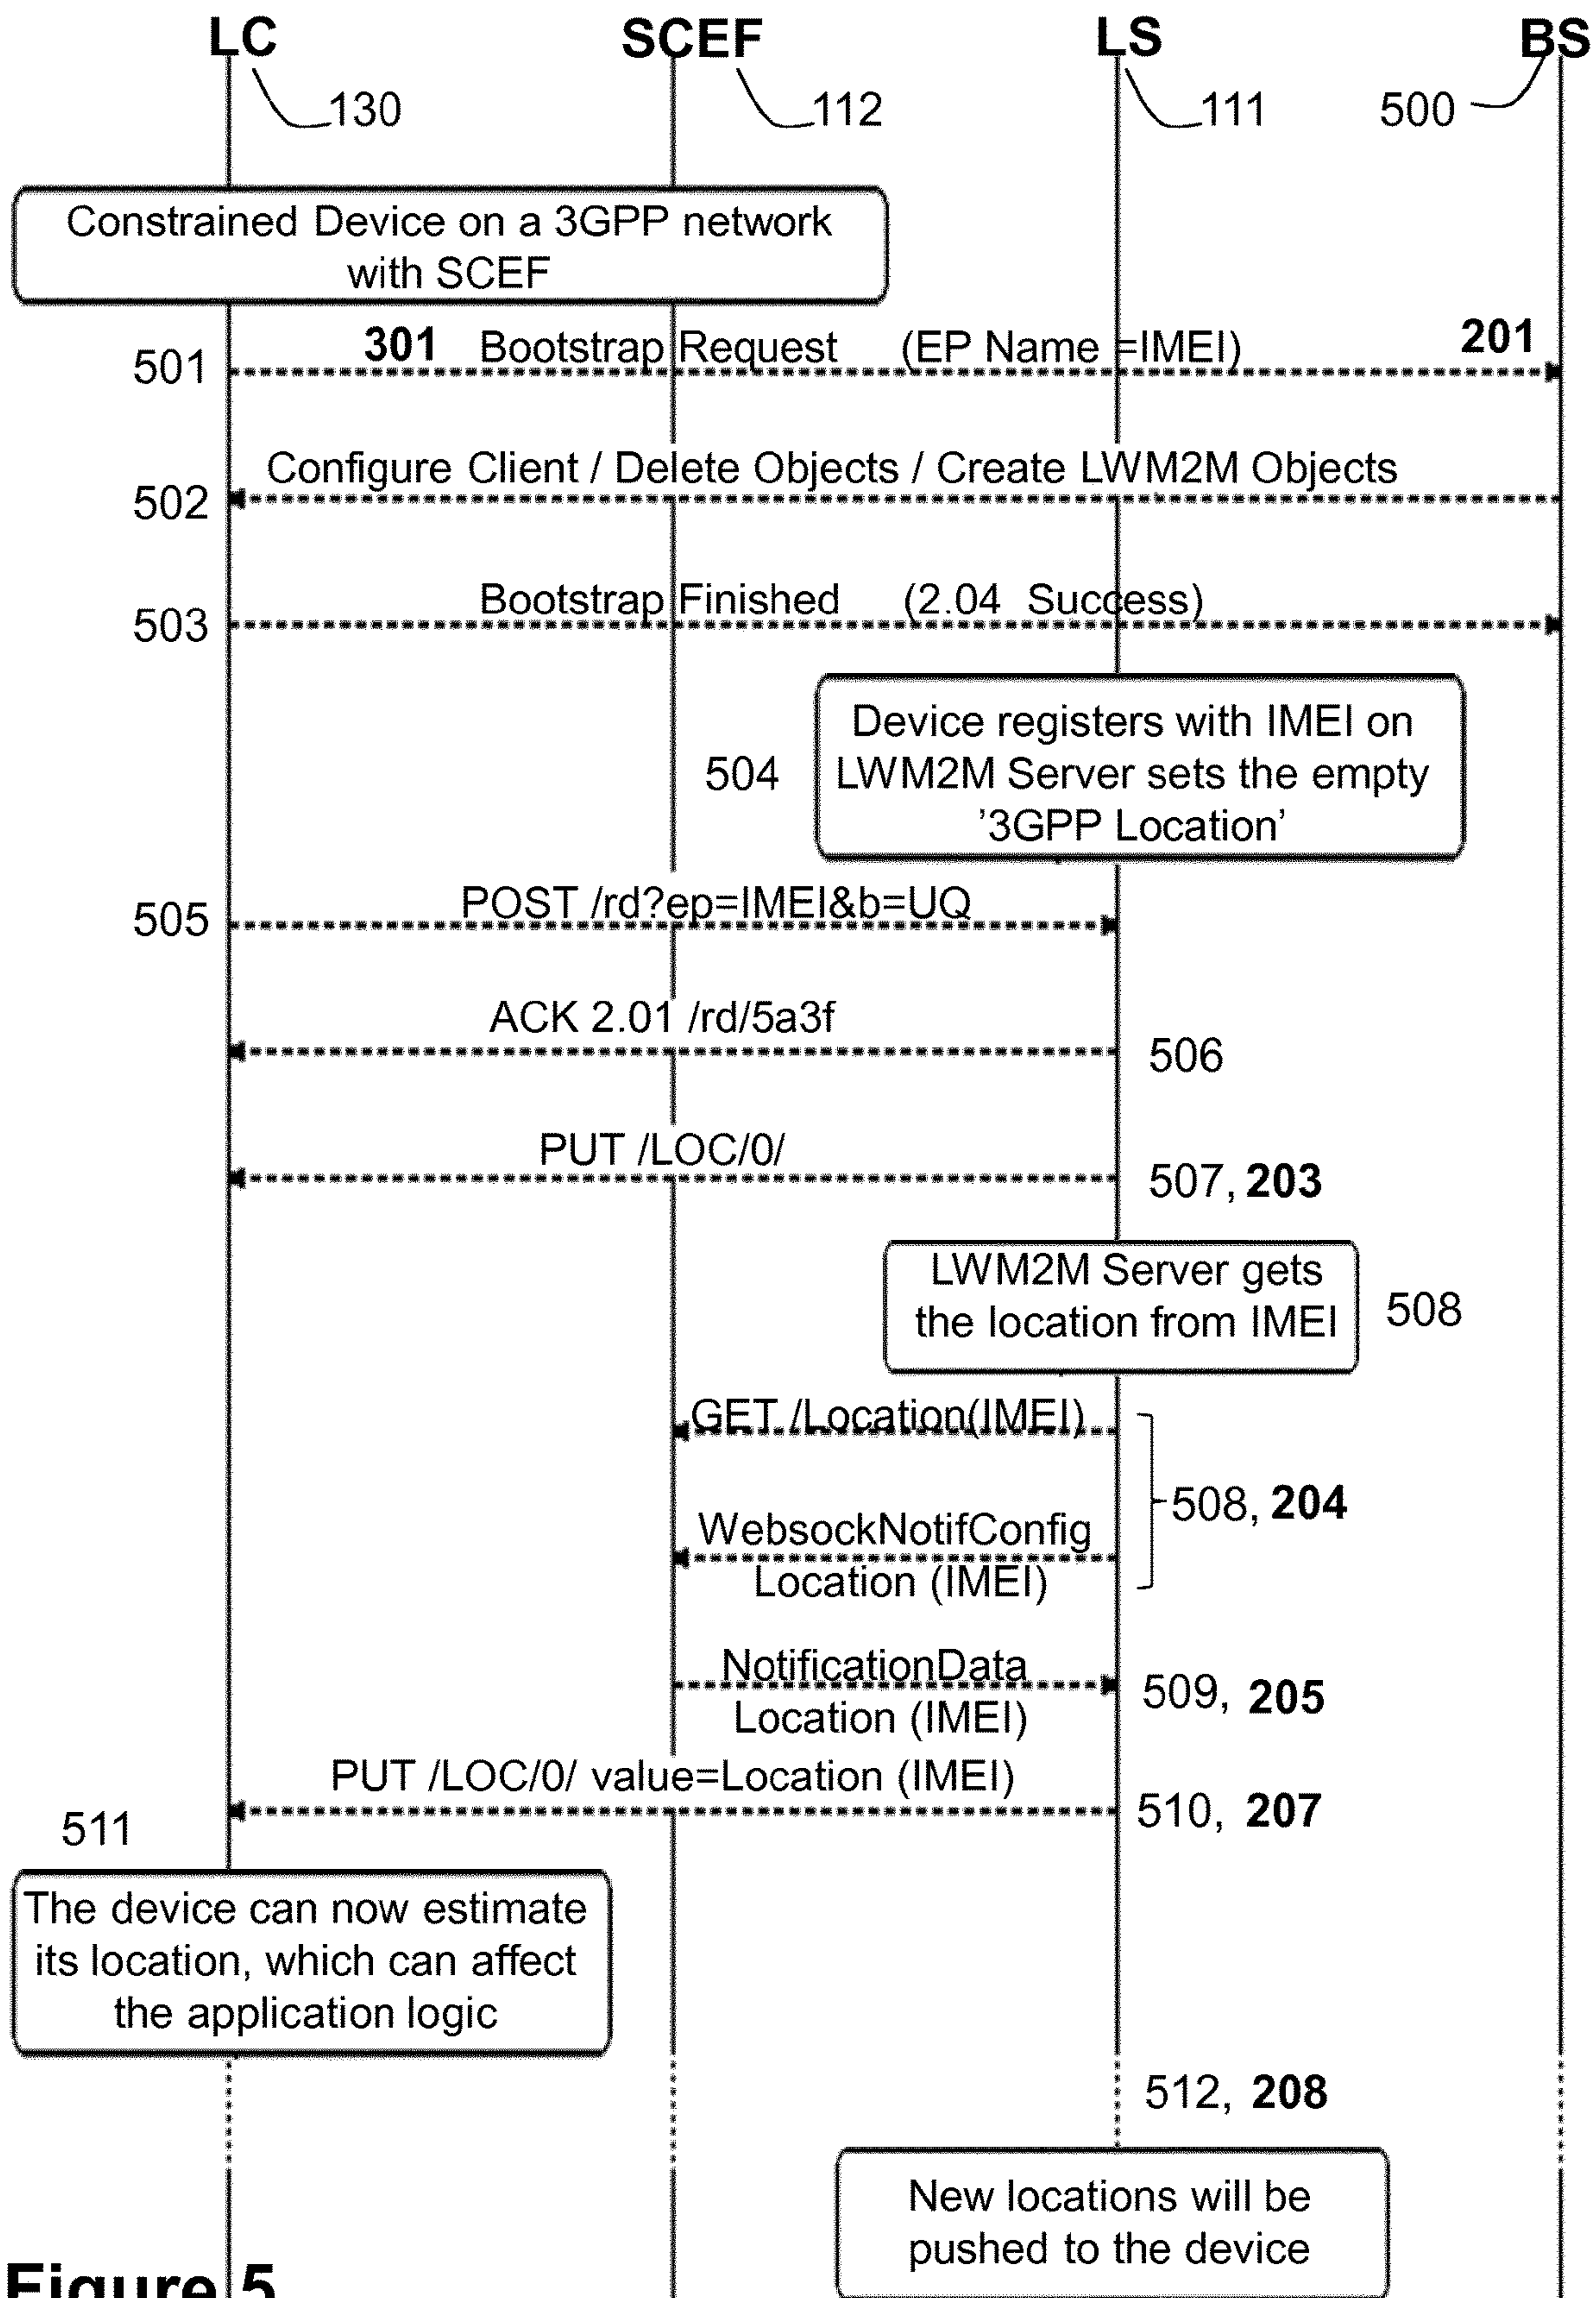 LC SCEF LS BS
130 112 111 500
Constrained Device on a 3GPP network
with SCEF
301 Bootstrap Request (EP Name =IMEI) 201
501
Configure Client / Delete Objects / Create LWM2M Objects
502
Bootstrap Finished (2.04 Success)
503
Device registers with IMEI on
504 LWM2M Server sets the empty
'3GPP Location'
505 POST /rd?ep=IMEI&b=UQ
ACK 2.01 /rd/5a3f
506
PUT /LOC/0/
507, 203
LWM2M Server gets
the location from IMEI 508
GET /Location(IMEI)
508, 204
WebsockNotifConfig
Location (IMEI)
NotificationData
509, 205
Location (IMEI)
PUT /LOC/0/ value=Location (IMEI)
510, 207
511
The device can now estimate
its location, which can affect
the application logic
512, 208
New locations will be
pushed to the device
Figure 5